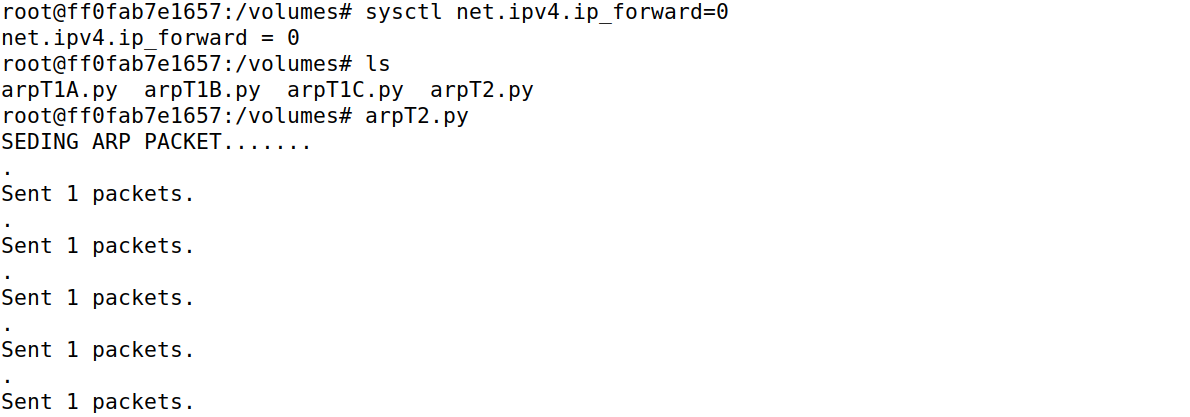 root@ff0fab7e1657:/volumes# sysctl net.ipv4.ip_forward=0
net.ipv4.ip_forward = 0
root@ff0fab7e1657:/volumes# ls
arpT1A.py  arpT1B.py  arpT1C.py  arpT2.py
root@ff0fab7e1657:/volumes# arpT2.py
SEDING ARP PACKET.......
.
Sent 1 packets.
.
Sent 1 packets.
.
Sent 1 packets.
.
Sent 1 packets.
.
Sent 1 packets.